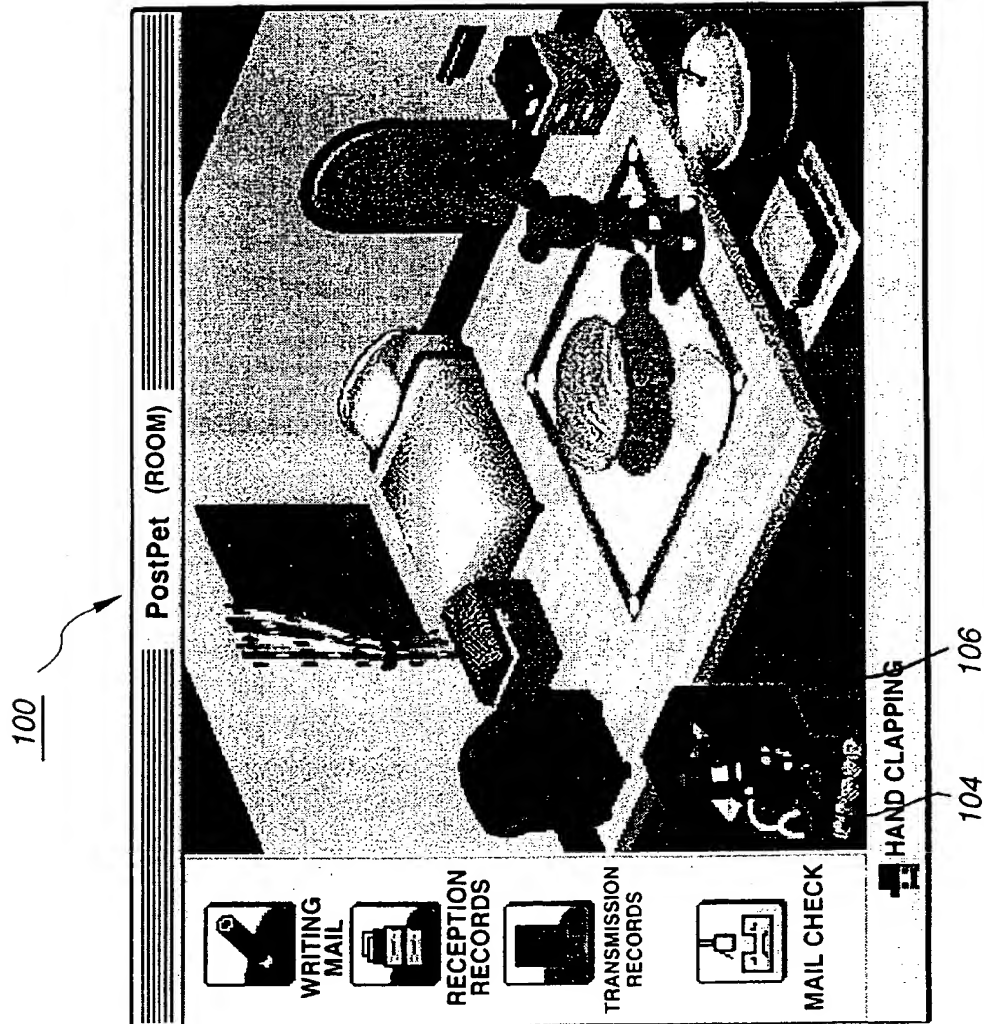 100
PostPet (ROOM)
WRITING
MAIL
RECEPTION
RECORDS
TRANSMISSION
RECORDS
MAIL CHECK
HAND CLAPPING
104
106